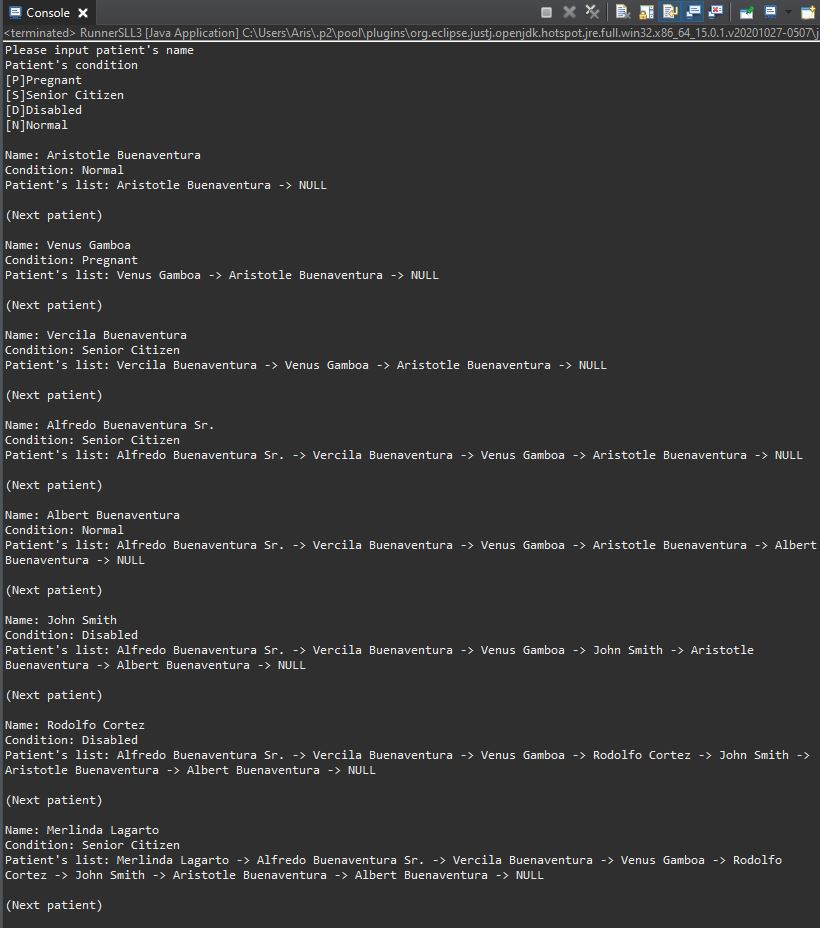 Console
<terminated> RunnerSLL3 [Java Application] C:\Users\Aris\.p2\pool\plugins\org.eclipse.justj.openjdk.hotspot.jre.full.win32.x86_64_15.0.1.v20201027-0507\j
Please input patient's name
Patient's condition
[P]Pregnant
[S]Senior Citizen
[D]Disabled
[N]Normal
Name: Aristotle Buenaventura
Condition: Normal
Patient's list: Aristotle Buenaventura -> NULL
(Next patient)
Name: Venus Gamboa
Condition: Pregnant
Patient's list: Venus Gamboa -> Aristotle Buenaventura -> NULL
(Next patient)
Name: Vercila Buenaventura
Condition: Senior Citizen
Patient's list: Vercila Buenaventura -> Venus Gamboa -> Aristotle Buenaventura -> NULL
(Next patient)
Name: Alfredo Buenaventura Sr.
Condition: Senior Citizen
Patient's list: Alfredo Buenaventura Sr. -> Vercila Buenaventura -> Venus Gamboa -> Aristotle Buenaventura -> NULL
(Next patient)
Name: Albert Buenaventura
Condition: Normal
Patient's list: Alfredo Buenaventura Sr. -> Vercila Buenaventura -> Venus Gamboa -> Aristotle Buenaventura -> Albert
Buenaventura -> NULL
(Next patient)
Name: John Smith
Condition: Disabled
Patient's list: Alfredo Buenaventura Sr. -> Vercila Buenaventura -> Venus Gamboa -> John Smith -> Aristotle
Buenaventura -> Albert Buenaventura -> NULL
(Next patient)
Name: Rodolfo Cortez
Condition: Disabled
Patient's list: Alfredo Buenaventura Sr. -> Vercila Buenaventura -> Venus Gamboa -> Rodolfo Cortez -> John Smith ->
Aristotle Buenaventura -> Albert Buenaventura -> NULL
(Next patient)
Name: Merlinda Lagarto
Condition: Senior Citizen
Patient's list: Merlinda Lagarto -> Alfredo Buenaventura Sr. -> Vercila Buenaventura -> Venus Gamboa -> Rodolfo
Cortez -> John Smith -> Aristotle Buenaventura -> Albert Buenaventura -> NULL
(Next patient)